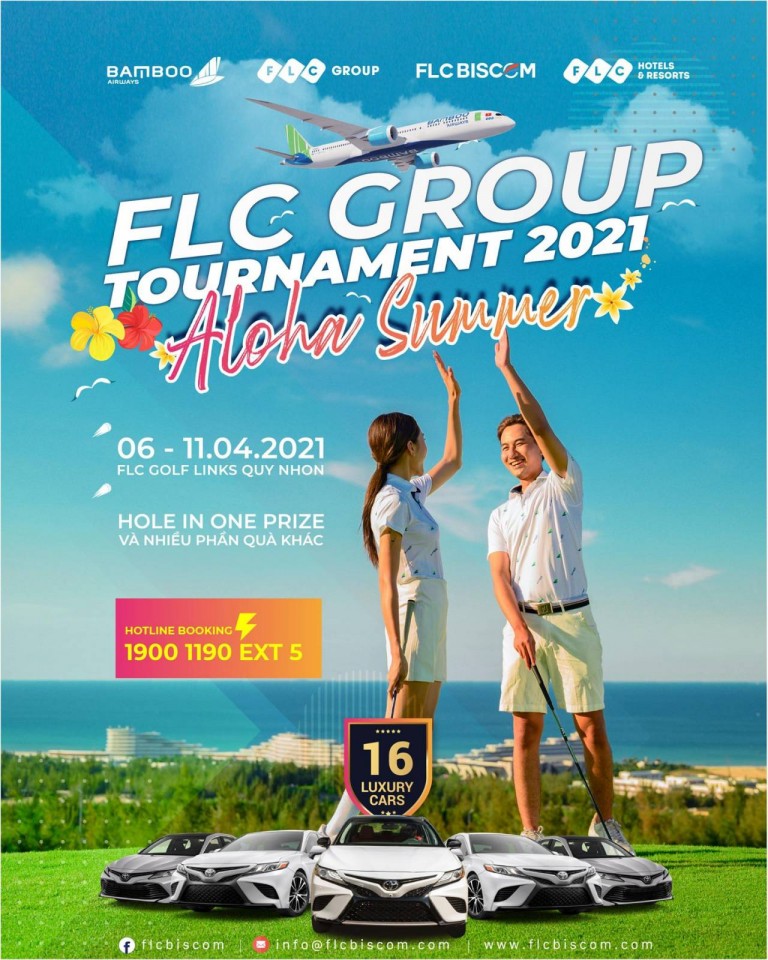 BAMBOO
AIRWAYS
FLC GROUP
FLC BISCOM
FLC HOTELS
& RESORTS
BAMBOO
AIRWAYS
FLC GROUP
TOURNAMENT 2021
Aloha Summer
06 - 11.04.2021
FLC GOLF LINKS QUY NHON
HOLE IN ONE PRIZE
VÀ NHIỀU PHẦN QUÀ KHÁC
HOTLINE BOOKING
1900 1190 EXT 5
16
LUXURY
CARS
flcbiscom | info@flcbiscom.com | www.flcbiscom.com